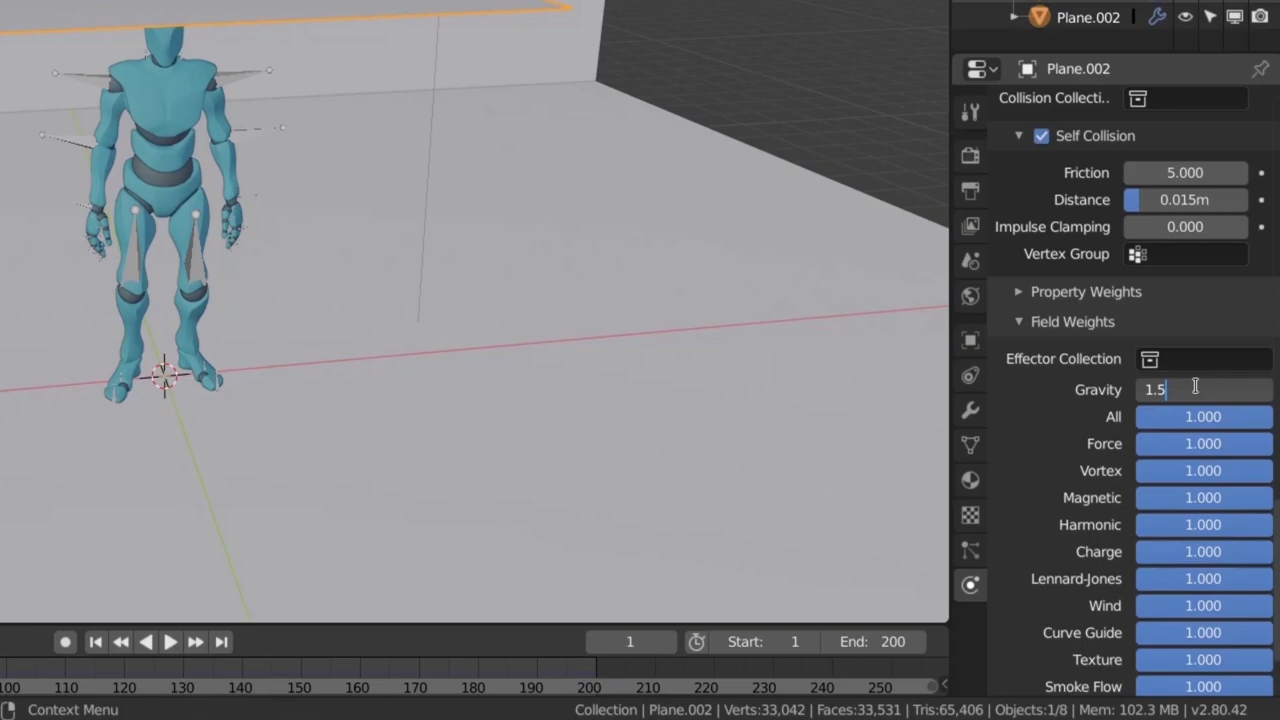 Plane.002
Plane.002
Collision Collecti..
Self Collision
Friction 5.000
Distance 0.015m
Impulse Clamping 0.000
Vertex Group
Property Weights
Field Weights
Effector Collection
Gravity 1.5
All 1.000
Force 1.000
Vortex 1.000
Magnetic 1.000
Harmonic 1.000
Charge 1.000
Lennard-Jones 1.000
Wind 1.000
Curve Guide 1.000
Texture 1.000
Smoke Flow 1.000
1 Start: 1 End: 200
100 110 120 130 140 150 160 170 180 190 200 210 220 230 240 250
Context Menu
Collection | Plane.002 | Verts:33,042 | Faces:33,531 | Tris:65,406 | Objects:1/8 | Mem: 102.3 MB | v2.80.42